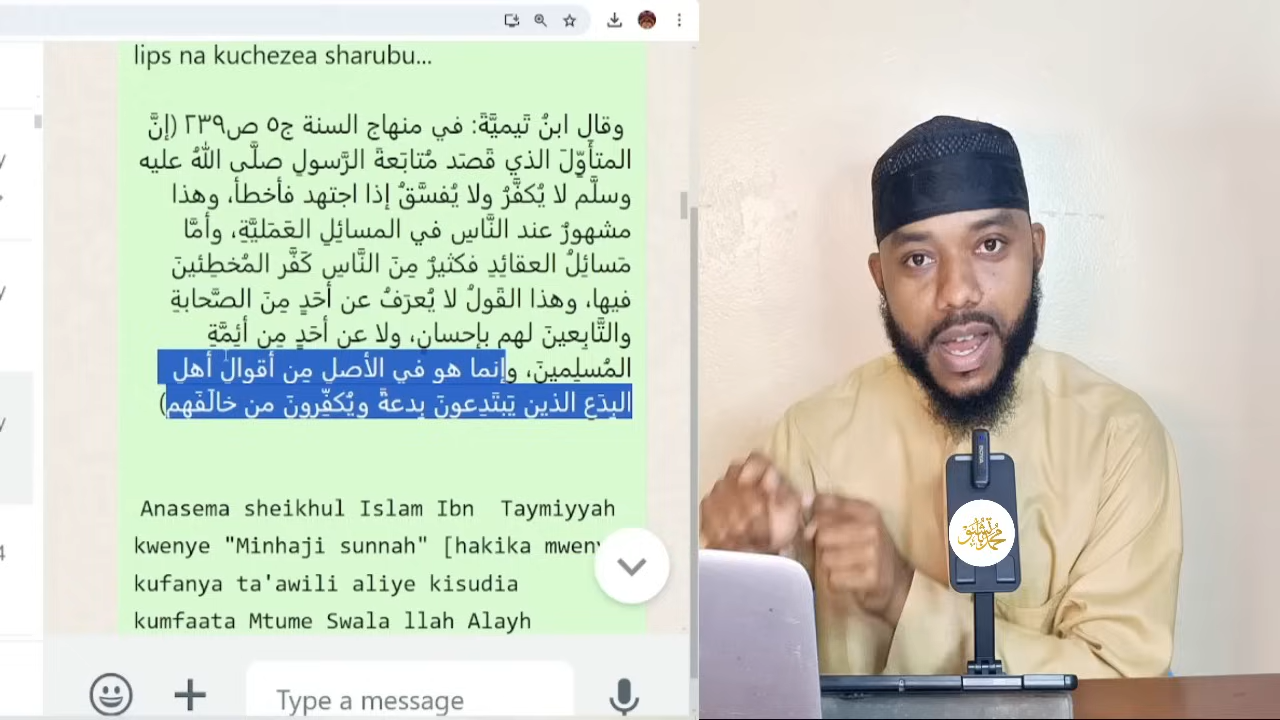 lips na kuchezea sharubu...
وقال ابنُ تَيميَّةَ: في منهاج السنة ج٥ ص٢٣٩ (إنَّ
المتأَوِّلَ الذي قَصَد مُتابَعةَ الرَّسولِ صلَّى اللهُ عليه
وسلَّم لا يُكفَّرُ ولا يُفسَّقُ إذا اجتهد فأخطأ، وهذا
مشهورٌ عند النَّاسِ في المسائِلِ العَمَليَّةِ، وأمَّا
مَسائِلُ العقائِدِ فكثيرٌ مِنَ النَّاسِ كَفَّر المُخطِئينَ
فيها، وهذا القَولُ لا يُعرَفُ عن أحَدٍ مِنَ الصَّحابةِ
والتَّابِعينَ لهم بإحسانٍ، ولا عن أحَدٍ مِن أئِمَّةِ
المُسلِمينَ، وإنما هو في الأصلِ مِن أقوالِ أهلِ
البِدَعِ الذين يَبتَدِعونَ بِدعةً ويُكفِّرونَ من خالَفَهم)
Anasema sheikhul Islam Ibn Taymiyyah
kwenye "Minhaji sunnah" [hakika mweny
kufanya ta'awili aliye kisudia
kumfaata Mtume Swala llah Alayh
Type a message